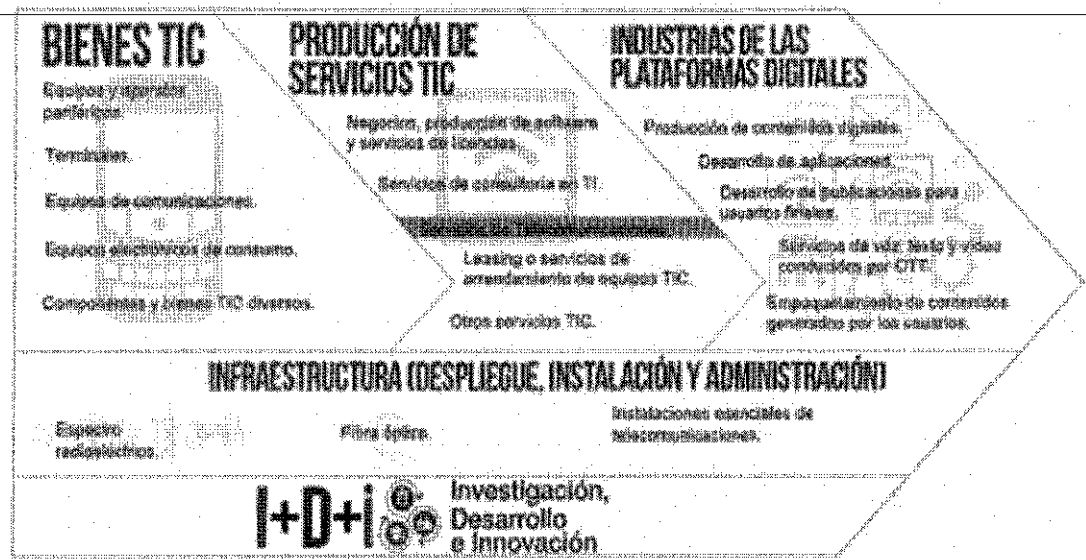 BIENES TIC
Equipos y aparatos
periféricos.
Terminales.
Equipos de comunicaciones.
Equipos electrónicos de consumo.
Componentes y bienes TIC diversos.
PRODUCCIÓN DE
SERVICIOS TIC
Negocios, producción de software
y servicios de licencias.
Servicios de consultoría en TI.
Servicios de Telecomunicaciones.
Leasing o servicios de
arrendamiento de equipos TIC.
Otros servicios TIC.
INDUSTRIAS DE LAS
PLATAFORMAS DIGITALES
Producción de contenidos digitales.
Desarrollo de aplicaciones.
Desarrollo de publicaciones para
usuarios finales.
Servicios de voz, texto y video
conducidos por OTT.
Empaquetamiento de contenidos
generados por los usuarios.
INFRAESTRUCTURA (DESPLIEGUE, INSTALACIÓN Y ADMINISTRACIÓN)
Espectro
radioeléctrico.
Fibra óptica.
Instalaciones esenciales de
telecomunicaciones.
I+D+i
Investigación,
Desarrollo
e Innovación